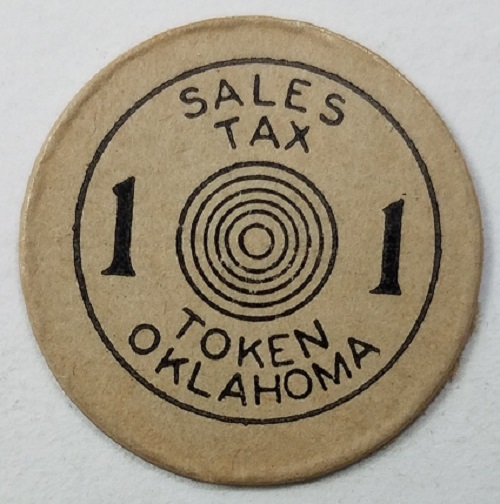 SALES
TAX
1 1
TOKEN
OKLAHOMA